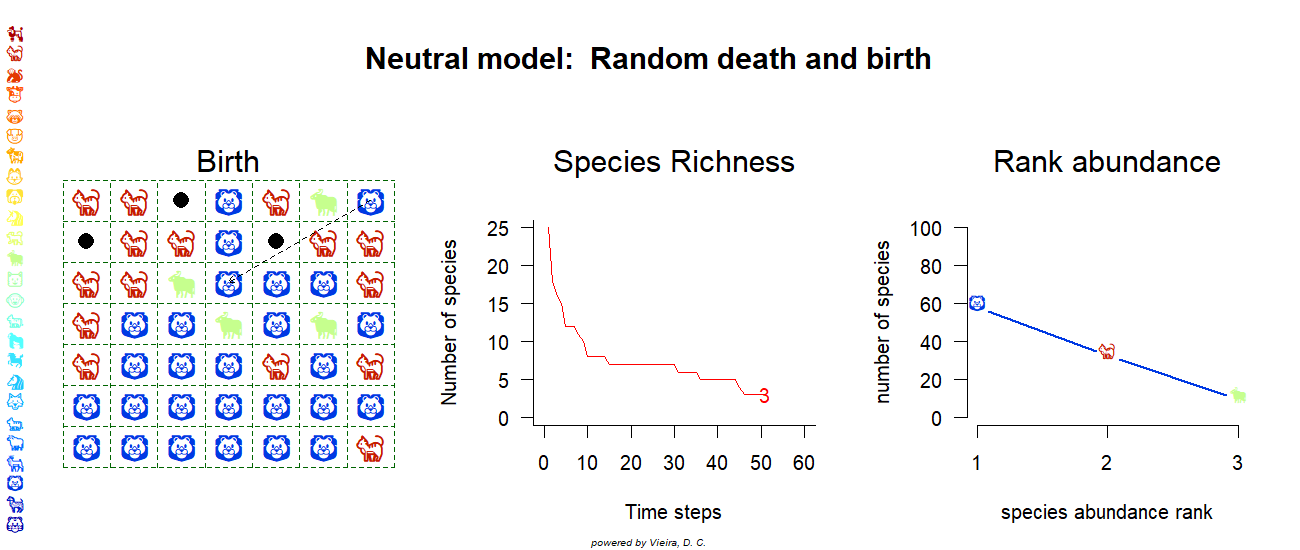 Neutral model:  Random death and birth
Birth
Species Richness
Rank abundance
Number of species
25
20
15
10
5
0
3
0 10 20 30 40 50 60
Time steps
number of species
100
80
60
40
20
0
1 2 3
species abundance rank
powered by Vieira, D. C.